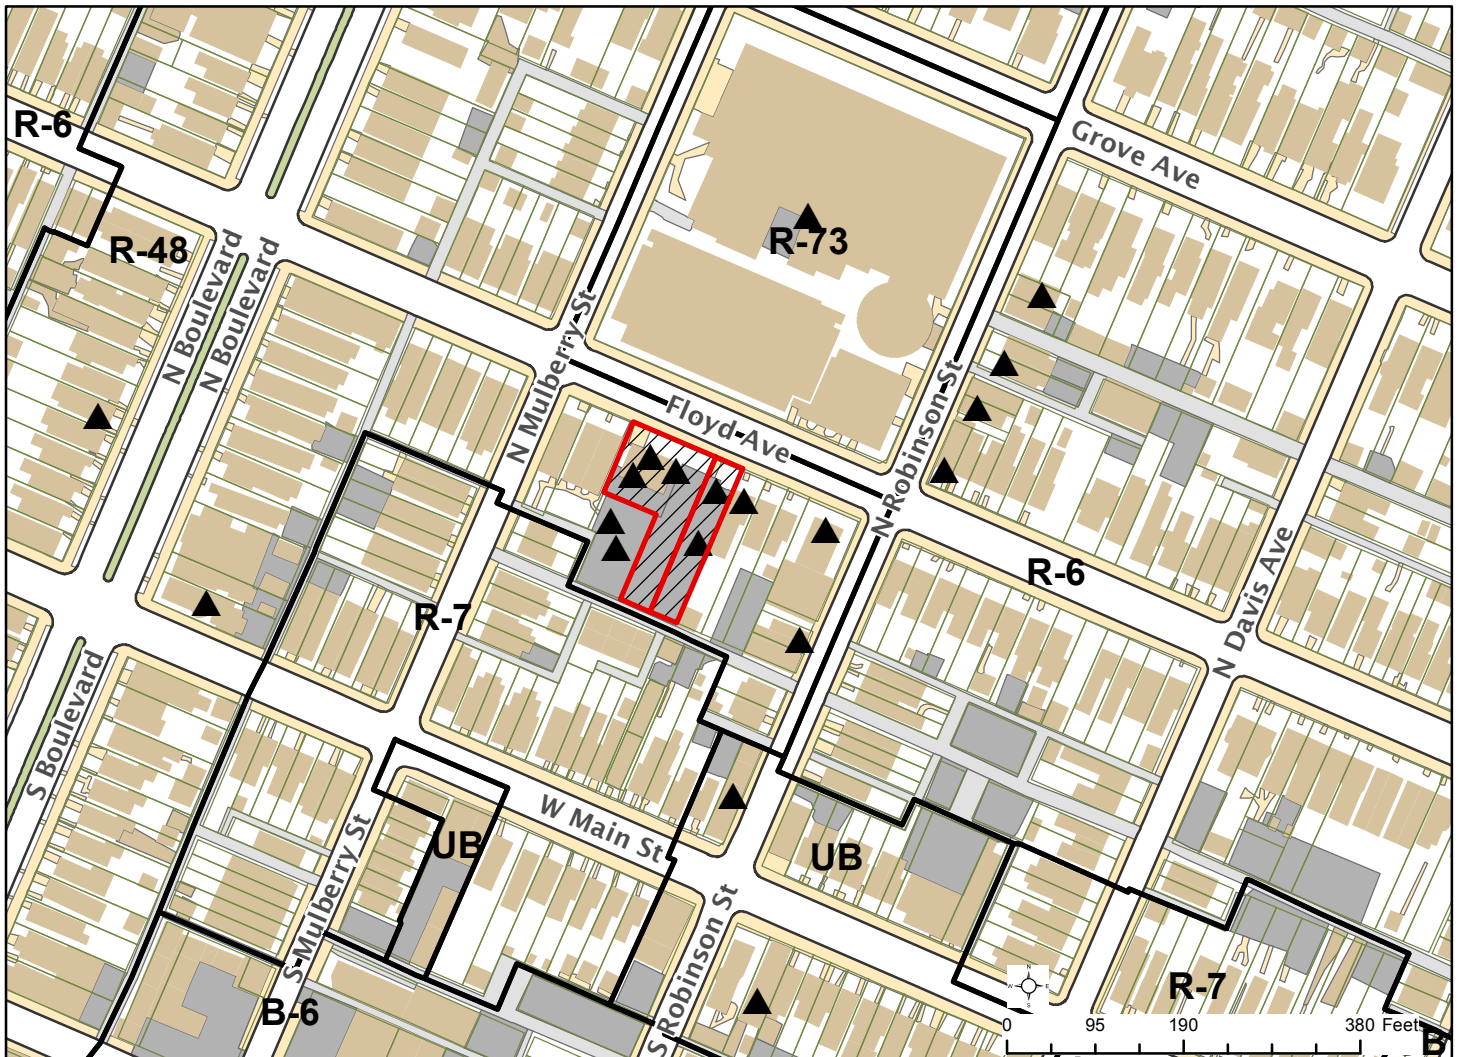 Grove Ave
R-6
R-73
R-48
N Boulevard
N Boulevard
N Mulberry St
Floyd Ave
N Robinson St
R-6
N Davis Ave
R-7
S Boulevard
W Main St
UB
UB
S Mulberry St
S Robinson St
R-7
B-6
N
W
E
S
0 95 190 380 Feet
B